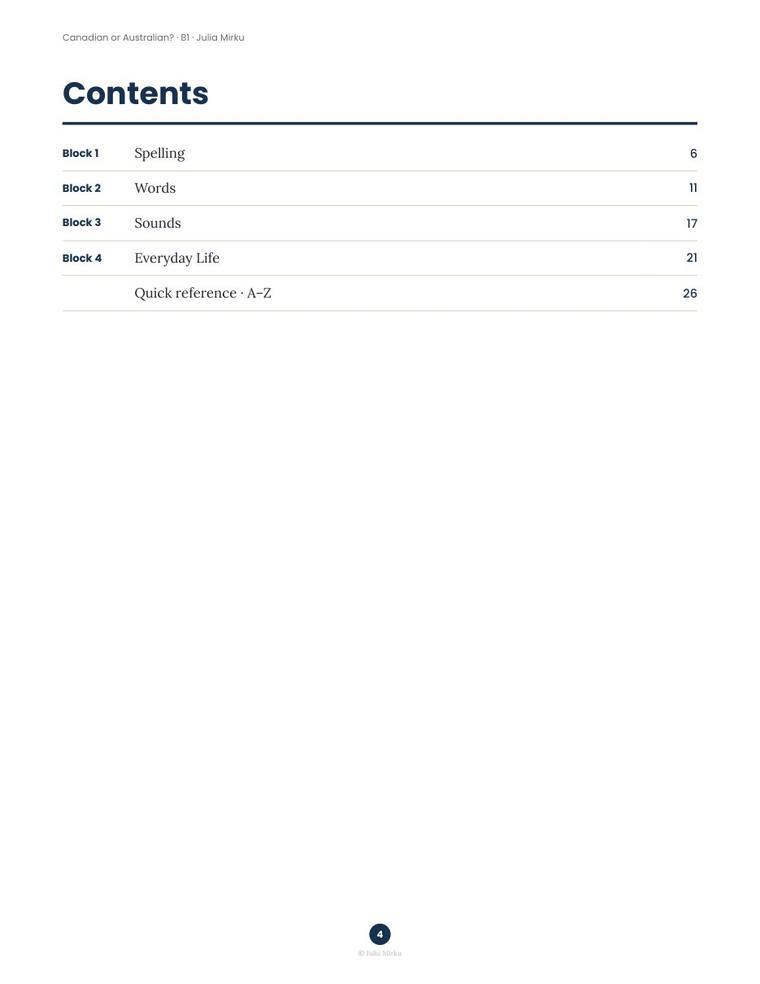 Canadian or Australian? · B1 · Julia Mirku
Contents
Block 1 Spelling 6
Block 2 Words 11
Block 3 Sounds 17
Block 4 Everyday Life 21
Quick reference · A–Z 26
4
© Julia Mirku